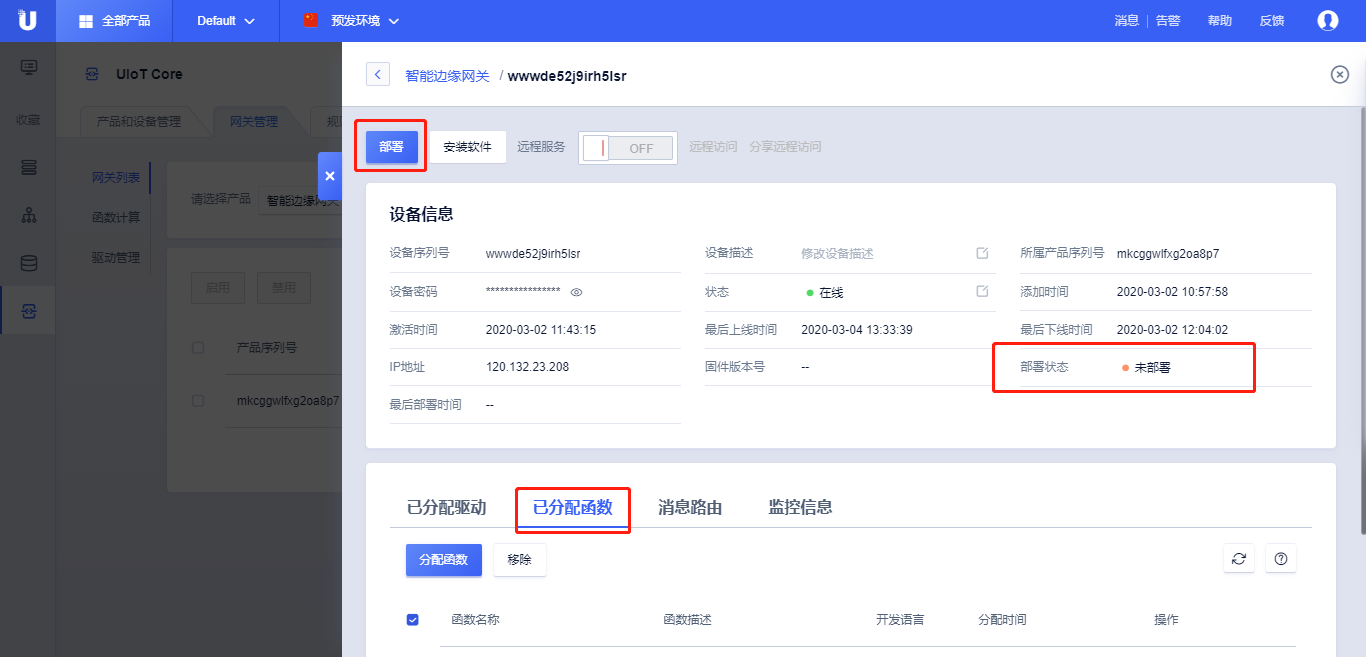 U 全部产品 Default 预发环境 消息 告警 帮助 反馈
UIoT Core
智能边缘网关 / wwwde52j9irh5lsr
收藏
产品和设备管理 网关管理
部署 安装软件 远程服务 OFF 远程访问 分享远程访问
网关列表
函数计算
驱动管理
请选择产品 智能边缘网关
启用 禁用
产品序列号
mkcggwlfxg2oa8p7
设备信息
设备序列号 wwwde52j9irh5lsr 设备描述 修改设备描述 所属产品序列号 mkcggwlfxg2oa8p7
设备密码 **************** 状态 在线 添加时间 2020-03-02 10:57:58
激活时间 2020-03-02 11:43:15 最后上线时间 2020-03-04 13:33:39 最后下线时间 2020-03-02 12:04:02
IP地址 120.132.23.208 固件版本号 -- 部署状态 未部署
最后部署时间 --
已分配驱动 已分配函数 消息路由 监控信息
分配函数 移除
函数名称 函数描述 开发语言 分配时间 操作